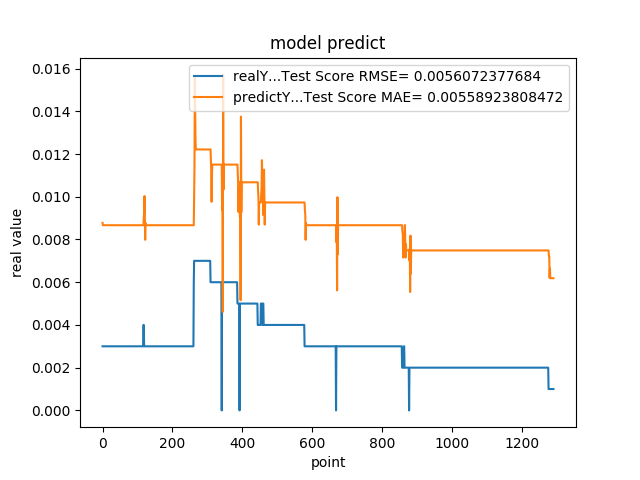 model predict
realY...Test Score RMSE= 0.0056072377684
predictY...Test Score MAE= 0.00558923808472
0.016
0.014
0.012
0.010
0.008
0.006
0.004
0.002
0.000
real value
0 200 400 600 800 1000 1200
point